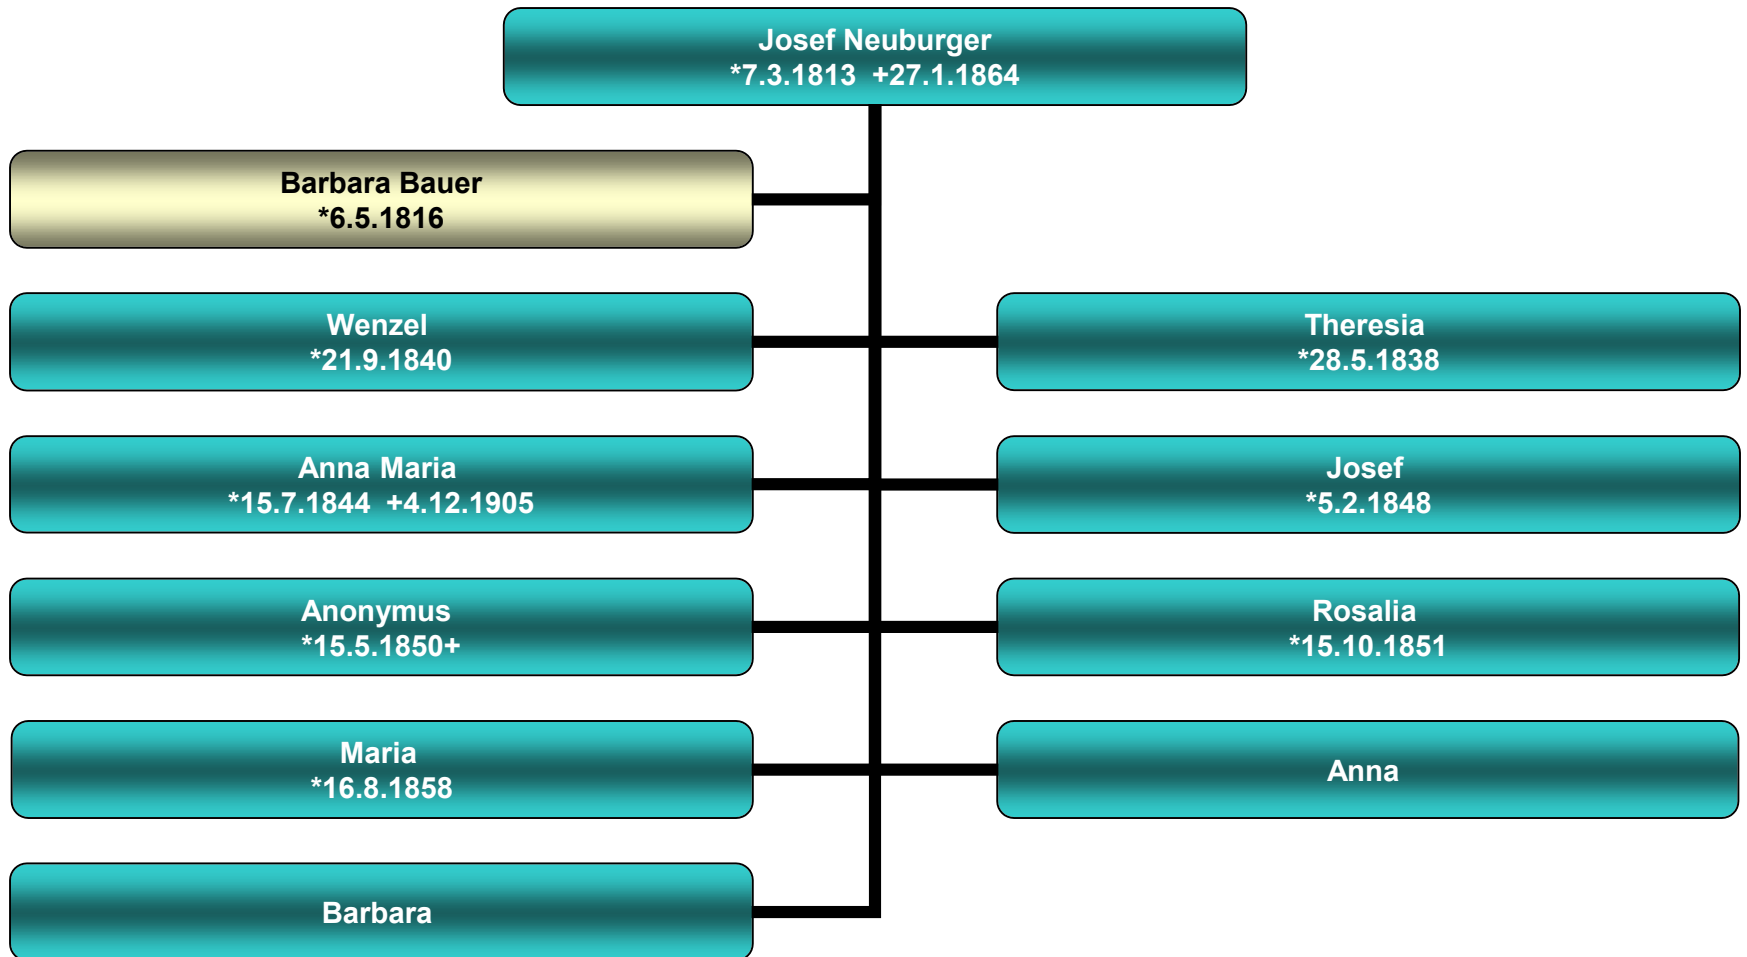 Josef Neuburger
*7.3.1813  +27.1.1864
Barbara Bauer
*6.5.1816
Wenzel
*21.9.1840
Theresia
*28.5.1838
Anna Maria
*15.7.1844  +4.12.1905
Josef
*5.2.1848
Anonymus
*15.5.1850+
Rosalia
*15.10.1851
Maria
*16.8.1858
Anna
Barbara